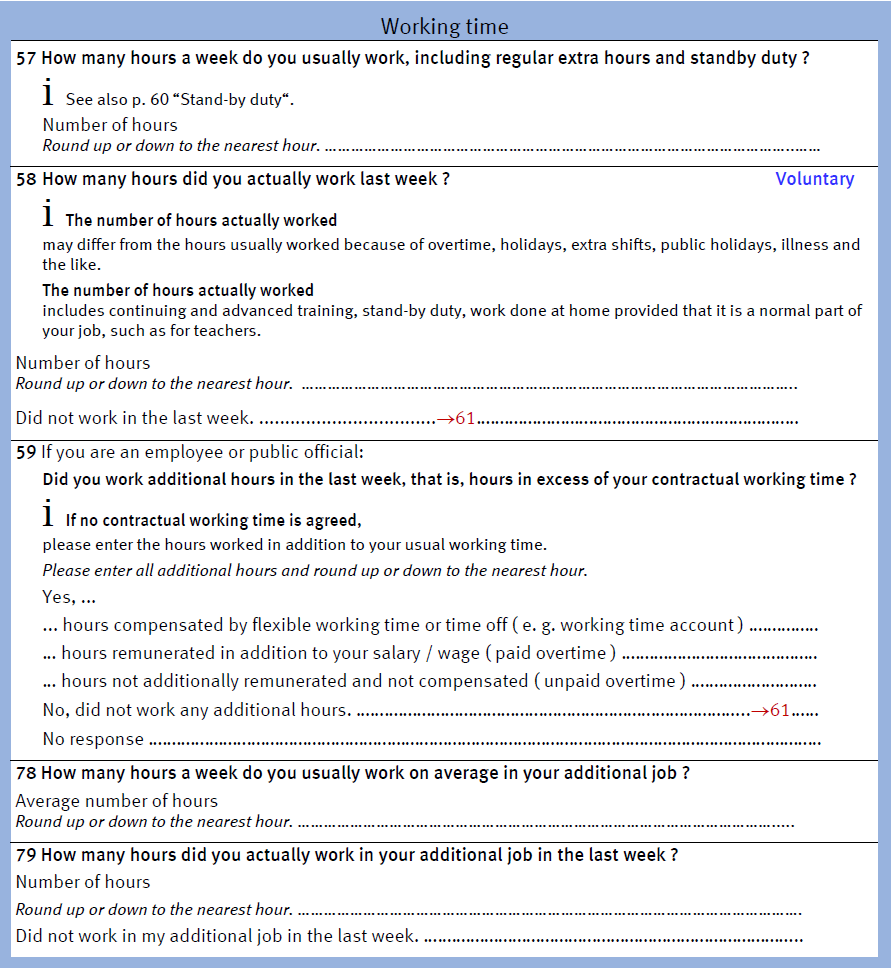 Working time
57 How many hours a week do you usually work, including regular extra hours and standby duty ?
i See also p. 60 “Stand-by duty“.
Number of hours
Round up or down to the nearest hour. ........................................................................
58 How many hours did you actually work last week ? Voluntary
i The number of hours actually worked
may differ from the hours usually worked because of overtime, holidays, extra shifts, public holidays, illness and
the like.
The number of hours actually worked
includes continuing and advanced training, stand-by duty, work done at home provided that it is a normal part of
your job, such as for teachers.
Number of hours
Round up or down to the nearest hour. ........................................................................
Did not work in the last week. ..................................→61......................................................................
59 If you are an employee or public official:
Did you work additional hours in the last week, that is, hours in excess of your contractual working time ?
i If no contractual working time is agreed,
please enter the hours worked in addition to your usual working time.
Please enter all additional hours and round up or down to the nearest hour.
Yes, ...
... hours compensated by flexible working time or time off ( e. g. working time account ) ...............
... hours remunerated in addition to your salary / wage ( paid overtime ) ..........................................
... hours not additionally remunerated and not compensated ( unpaid overtime ) ...........................
No, did not work any additional hours. ....................................................................................→61......
No response ................................................................................................................................................
78 How many hours a week do you usually work on average in your additional job ?
Average number of hours
Round up or down to the nearest hour. ........................................................................
79 How many hours did you actually work in your additional job in the last week ?
Number of hours
Round up or down to the nearest hour. ........................................................................
Did not work in my additional job in the last week. .................................................................................